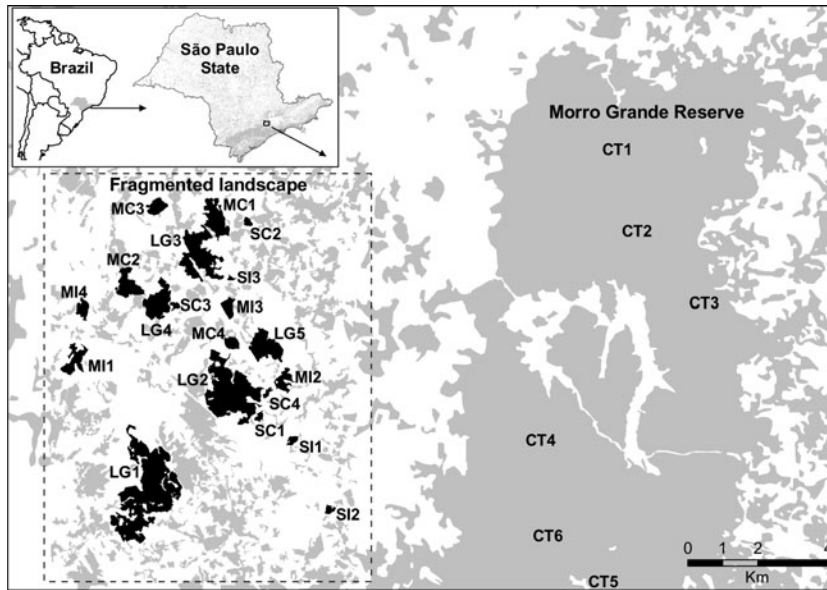 São Paulo
State
Brazil
Morro Grande Reserve
CT1
Fragmented landscape
MC3
MC1
SC2
LG3
CT2
MC2
SI3
MI4
SC3
MI3
CT3
LG4
MC4
LG5
MI1
LG2
MI2
SC4
SC1
SI1
CT4
LG1
SI2
CT6
CT5
0 1 2 4
Km